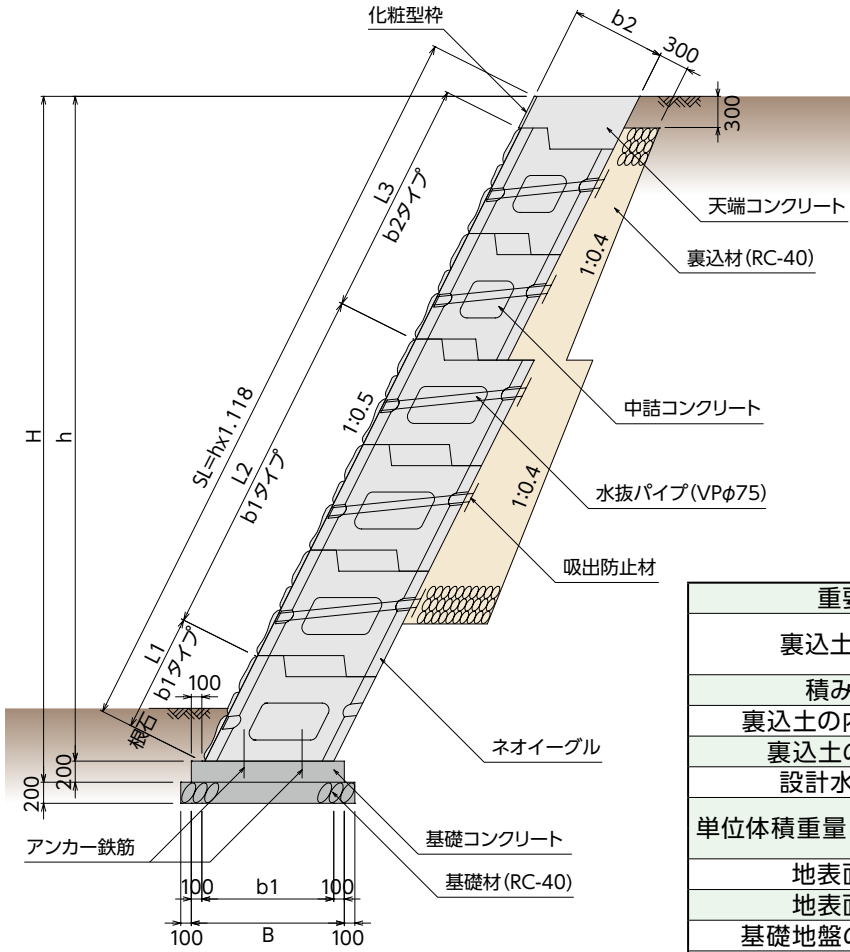 化粧型枠
b2
300
300
天端コンクリート
裏込材(RC-40)
1:0.4
L3
b2タイプ
中詰コンクリート
1:0.5
SL=hx1.118
H
h
L2
b1タイプ
1:0.4
水抜パイプ(VPφ75)
吸出防止材
L1
b1タイプ
100
根石
ネオイーグル
200
200
アンカー鉄筋
基礎コンクリート
基礎材(RC-40)
100
b1
100
100
B
100
重要
裏込土
積み
裏込土の内
裏込土の
設計水
単位体積重量
地表面
地表面
基礎地盤の